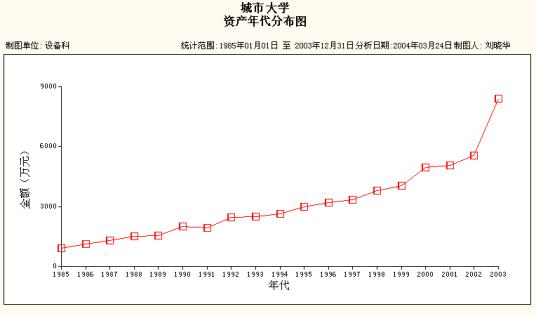 城市大学
资产年代分布图
制图单位: 设备科 统计范围: 1985年01月01日 至 2003年12月31日 分析日期: 2004年03月24日 制图人: 刘晓华
9000
6000
3000
0
金额（万元）
1985 1986 1987 1988 1989 1990 1991 1992 1993 1994 1995 1996 1997 1998 1999 2000 2001 2002 2003
年代